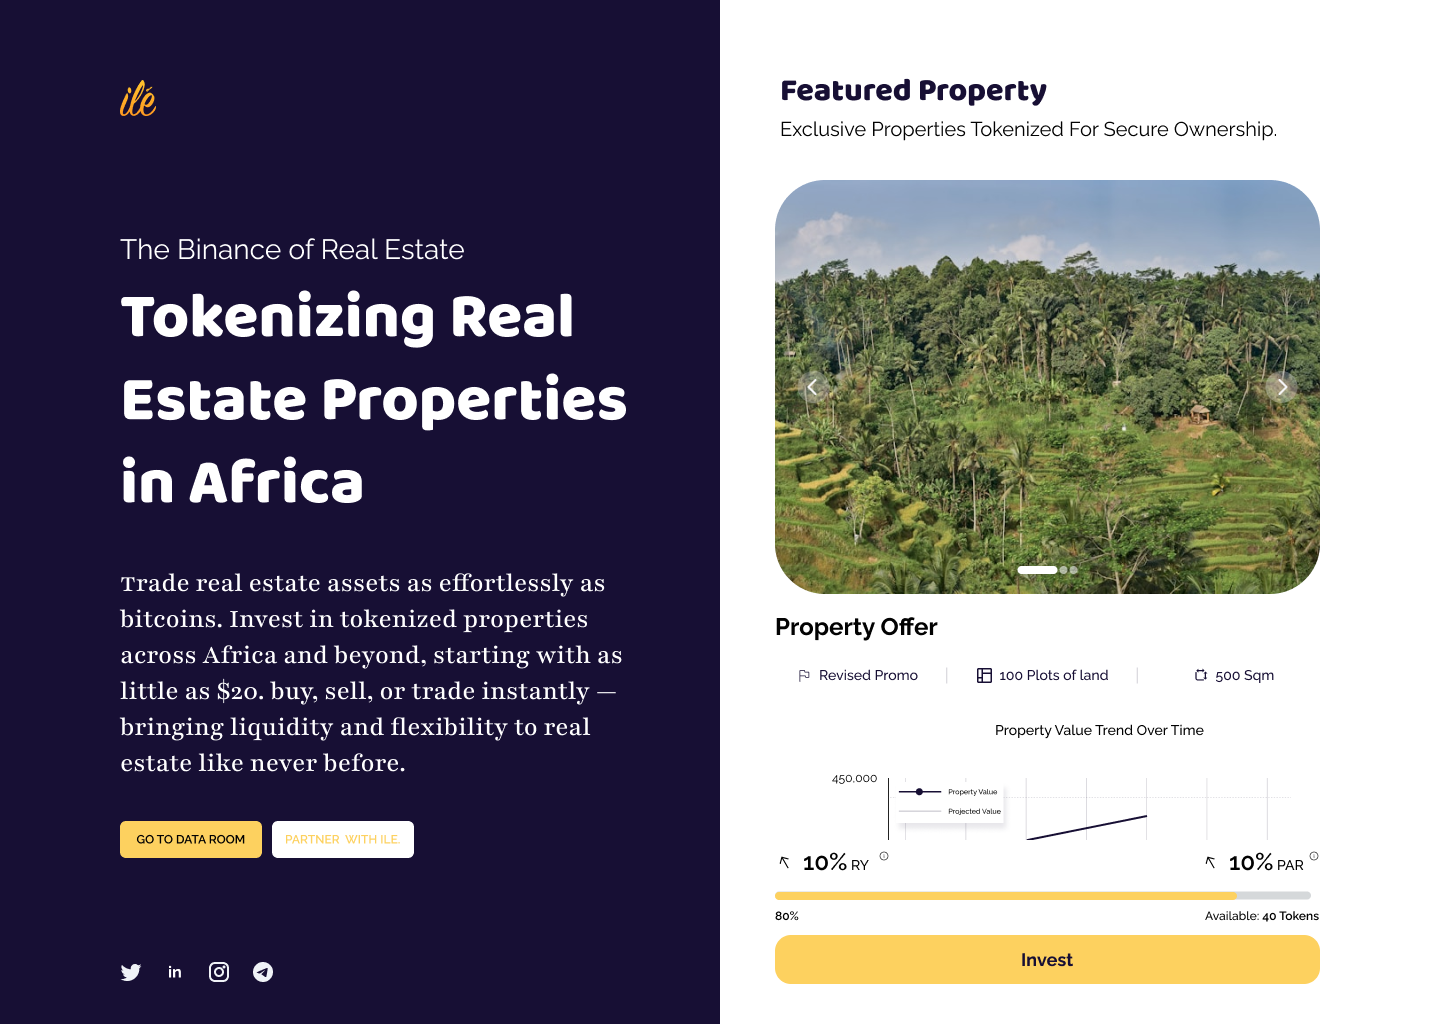 ilé
The Binance of Real Estate
Tokenizing Real
Estate Properties
in Africa
Trade real estate assets as effortlessly as
bitcoins. Invest in tokenized properties
across Africa and beyond, starting with as
little as $20. buy, sell, or trade instantly —
bringing liquidity and flexibility to real
estate like never before.
GO TO DATA ROOM
PARTNER WITH ILE.
in
Featured Property
Exclusive Properties Tokenized For Secure Ownership.
Property Offer
Revised Promo
100 Plots of land
500 Sqm
Property Value Trend Over Time
450,000
Property Value
Projected Value
10% RY
10% PAR
80%
Available: 40 Tokens
Invest